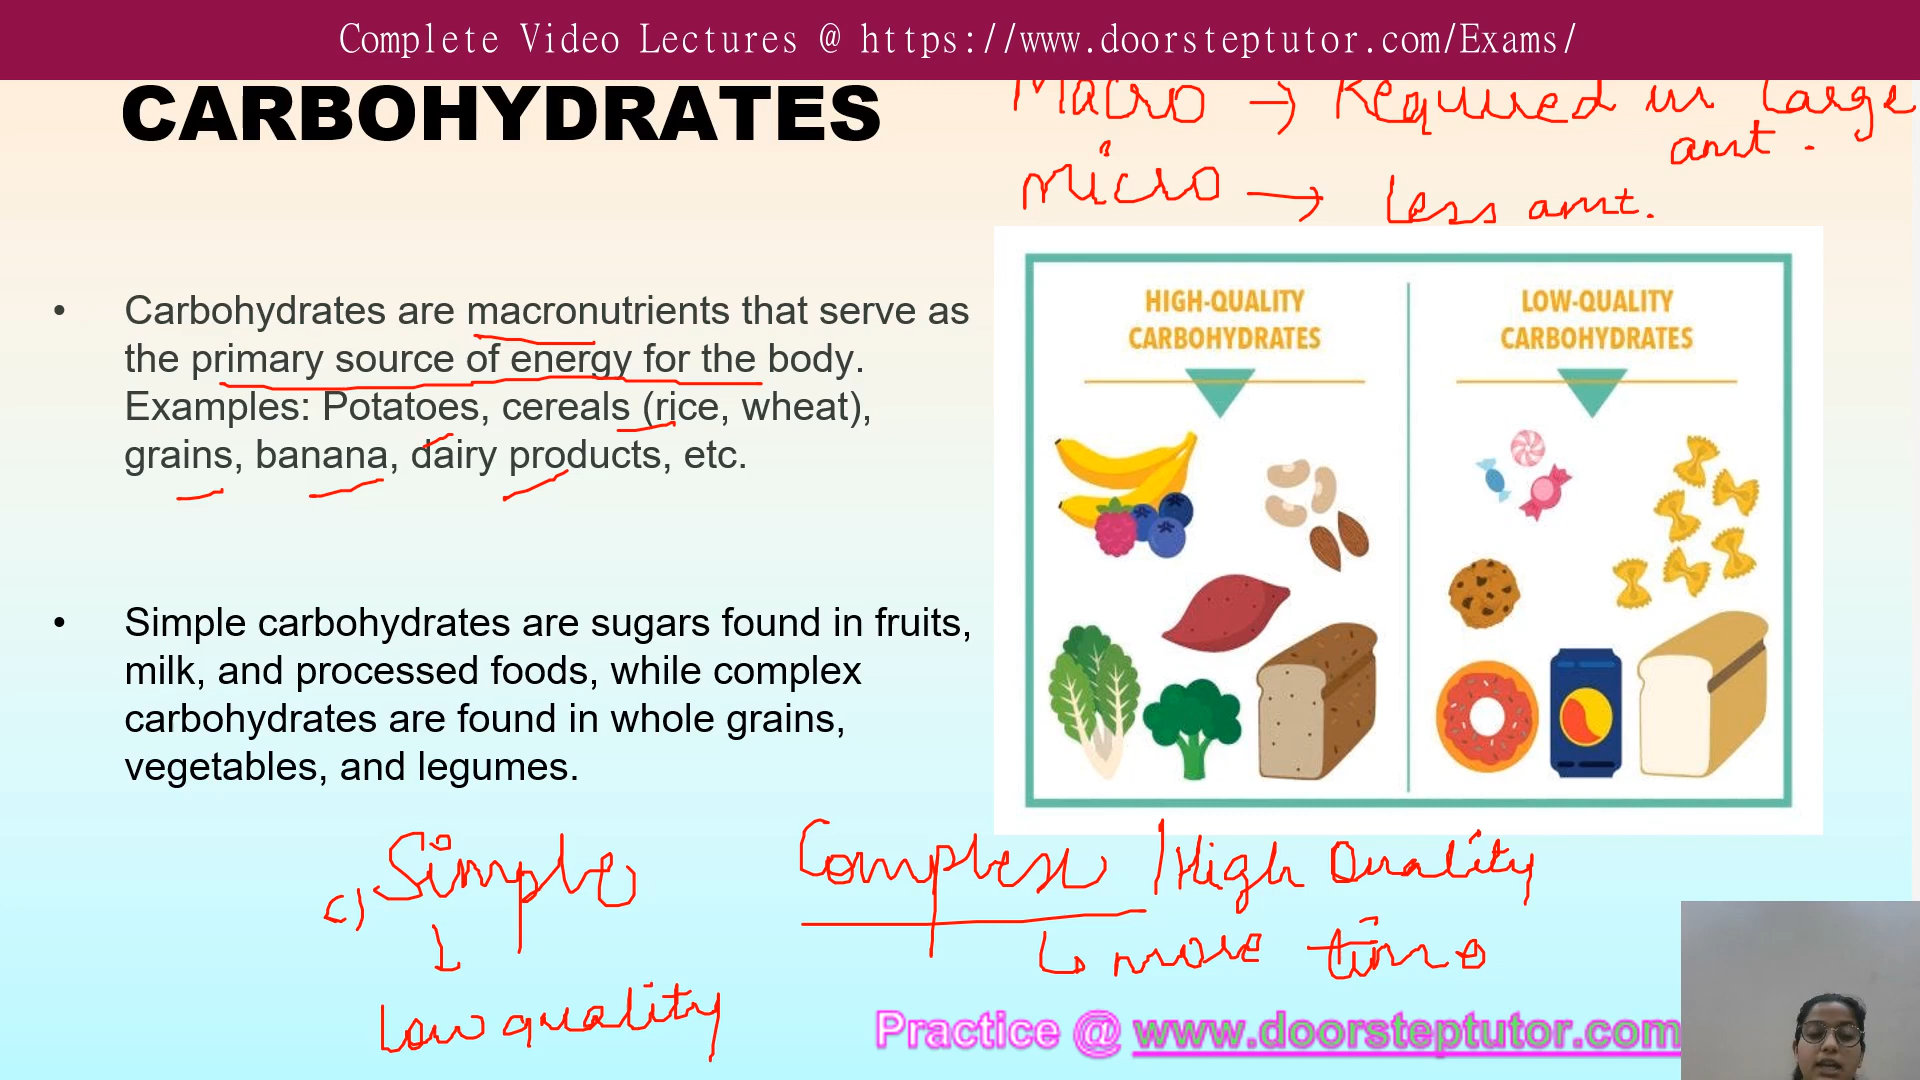 Complete Video Lectures @ https://www.doorsteptutor.com/Exams/
CARBOHYDRATES
Macro → Required in large
amt.
Micro → less amt.
• Carbohydrates are macronutrients that serve as
the primary source of energy for the body.
Examples: Potatoes, cereals (rice, wheat),
grains, banana, dairy products, etc.
• Simple carbohydrates are sugars found in fruits,
milk, and processed foods, while complex
carbohydrates are found in whole grains,
vegetables, and legumes.
HIGH-QUALITY
CARBOHYDRATES
LOW-QUALITY
CARBOHYDRATES
Simple
low quality
Complex / High Quality
more time
Practice @ www.doorsteptutor.com